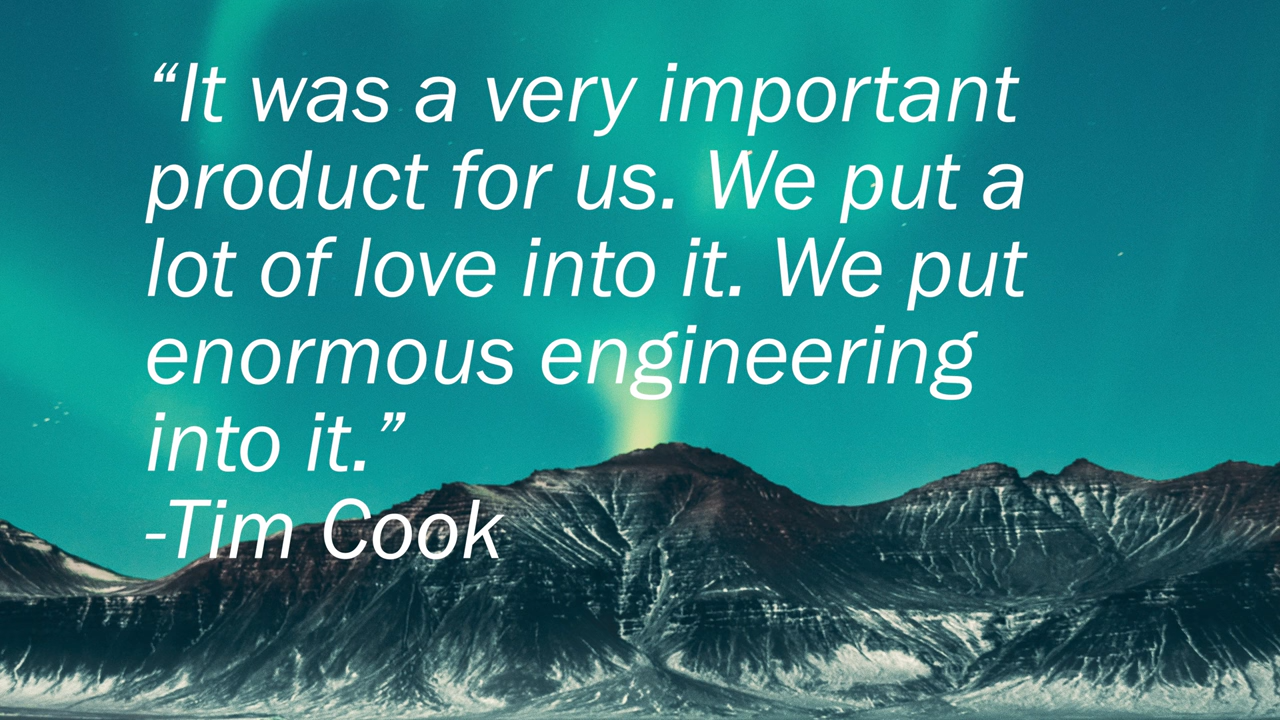 “It was a very important
product for us. We put a
lot of love into it. We put
enormous engineering
into it.”
-Tim Cook